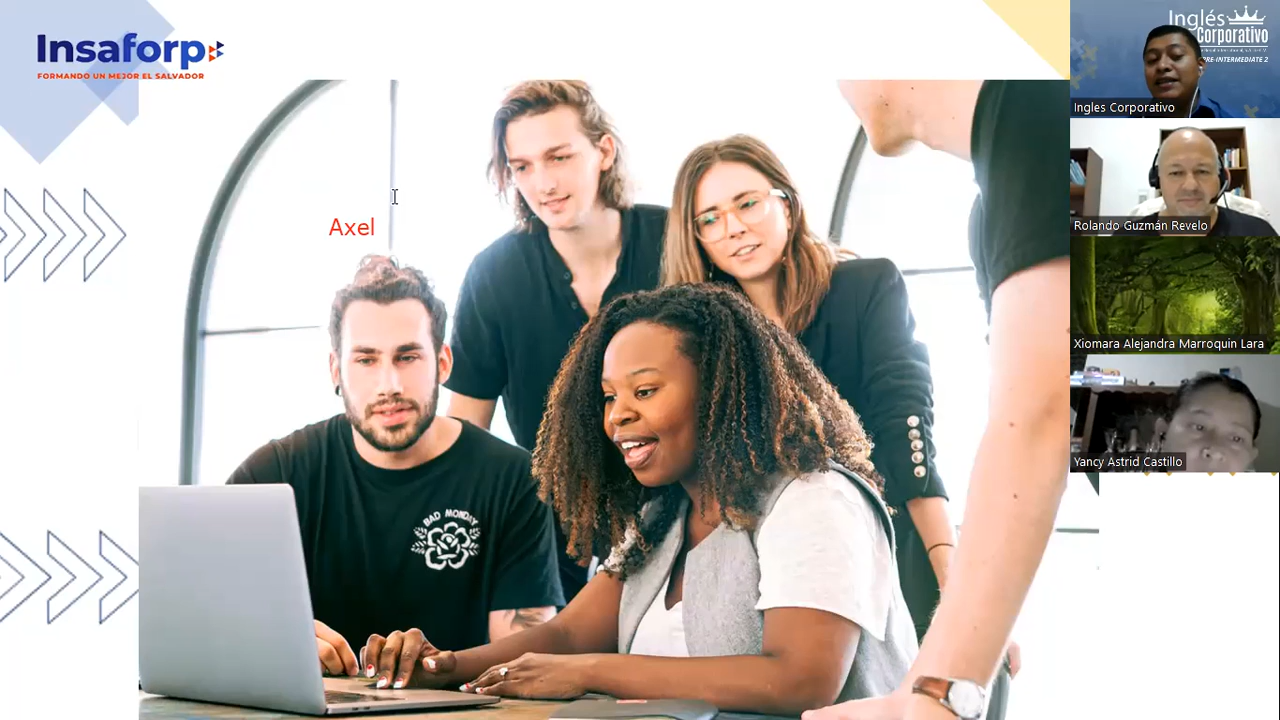 Insaforp
FORMANDO UN MEJOR EL SALVADOR
Axel
BAD MONDAY
Inglés
Corporativo
PRE-INTERMEDIATE 2
Ingles Corporativo
Rolando Guzmán Revelo
Xiomara Alejandra Marroquin Lara
Yancy Astrid Castillo